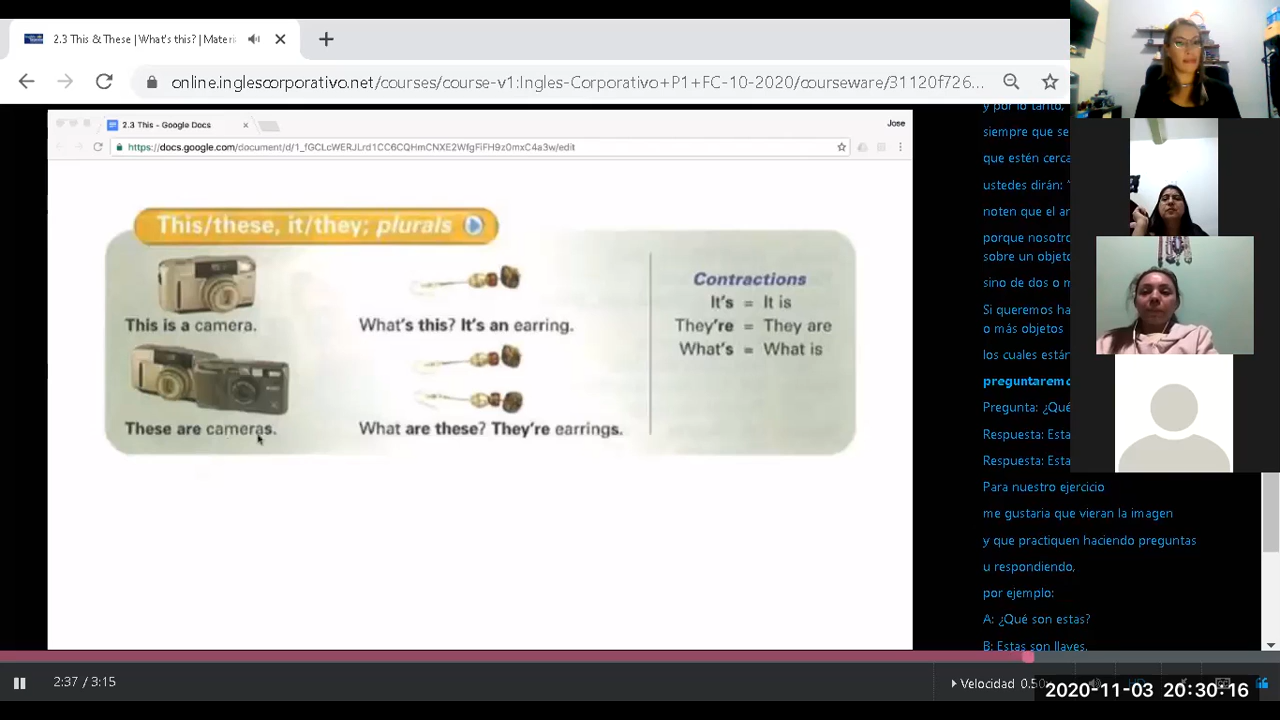 2.3 This & These | What's this? | Materi
online.inglescorporativo.net/courses/course-v1:Ingles-Corporativo+P1+FC-10-2020/courseware/31120f726...
2.3 This - Google Docs
Jose
https://docs.google.com/document/d/1_fGCLcWERJLrd1CC6CQHmCNXE2WfgFiFH9z0mxC4a3w/edit
This/these, it/they; plurals
This is a camera.
What's this? It's an earring.
These are cameras.
What are these? They're earrings.
Contractions
It's = It is
They're = They are
What's = What is
y por lo tanto,
siempre que se
que estén cerca
ustedes dirán:
noten que el
porque nosotro
sobre un objeto
sino de dos o m
Si queremos ha
o más objetos
los cuales están
preguntaremo
Pregunta: ¿Qué
Respuesta: Esta
Respuesta: Esta
Para nuestro ejercicio
me gustaria que vieran la imagen
y que practiquen haciendo preguntas
u respondiendo,
por ejemplo:
A: ¿Qué son estas?
B: Estas son llaves.
2:37 / 3:15
Velocidad 0.50x
2020-11-03 20:30:16